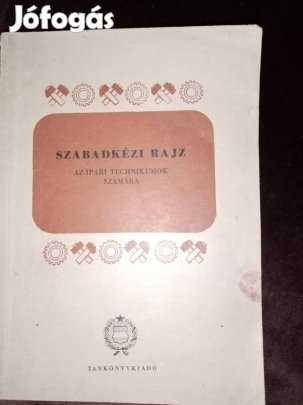 Jófogás
SZABADKÉZI RAJZ
AZ IPARI TECHNIKUMOK
SZÁMÁRA
TANKÖNYVKIADÓ